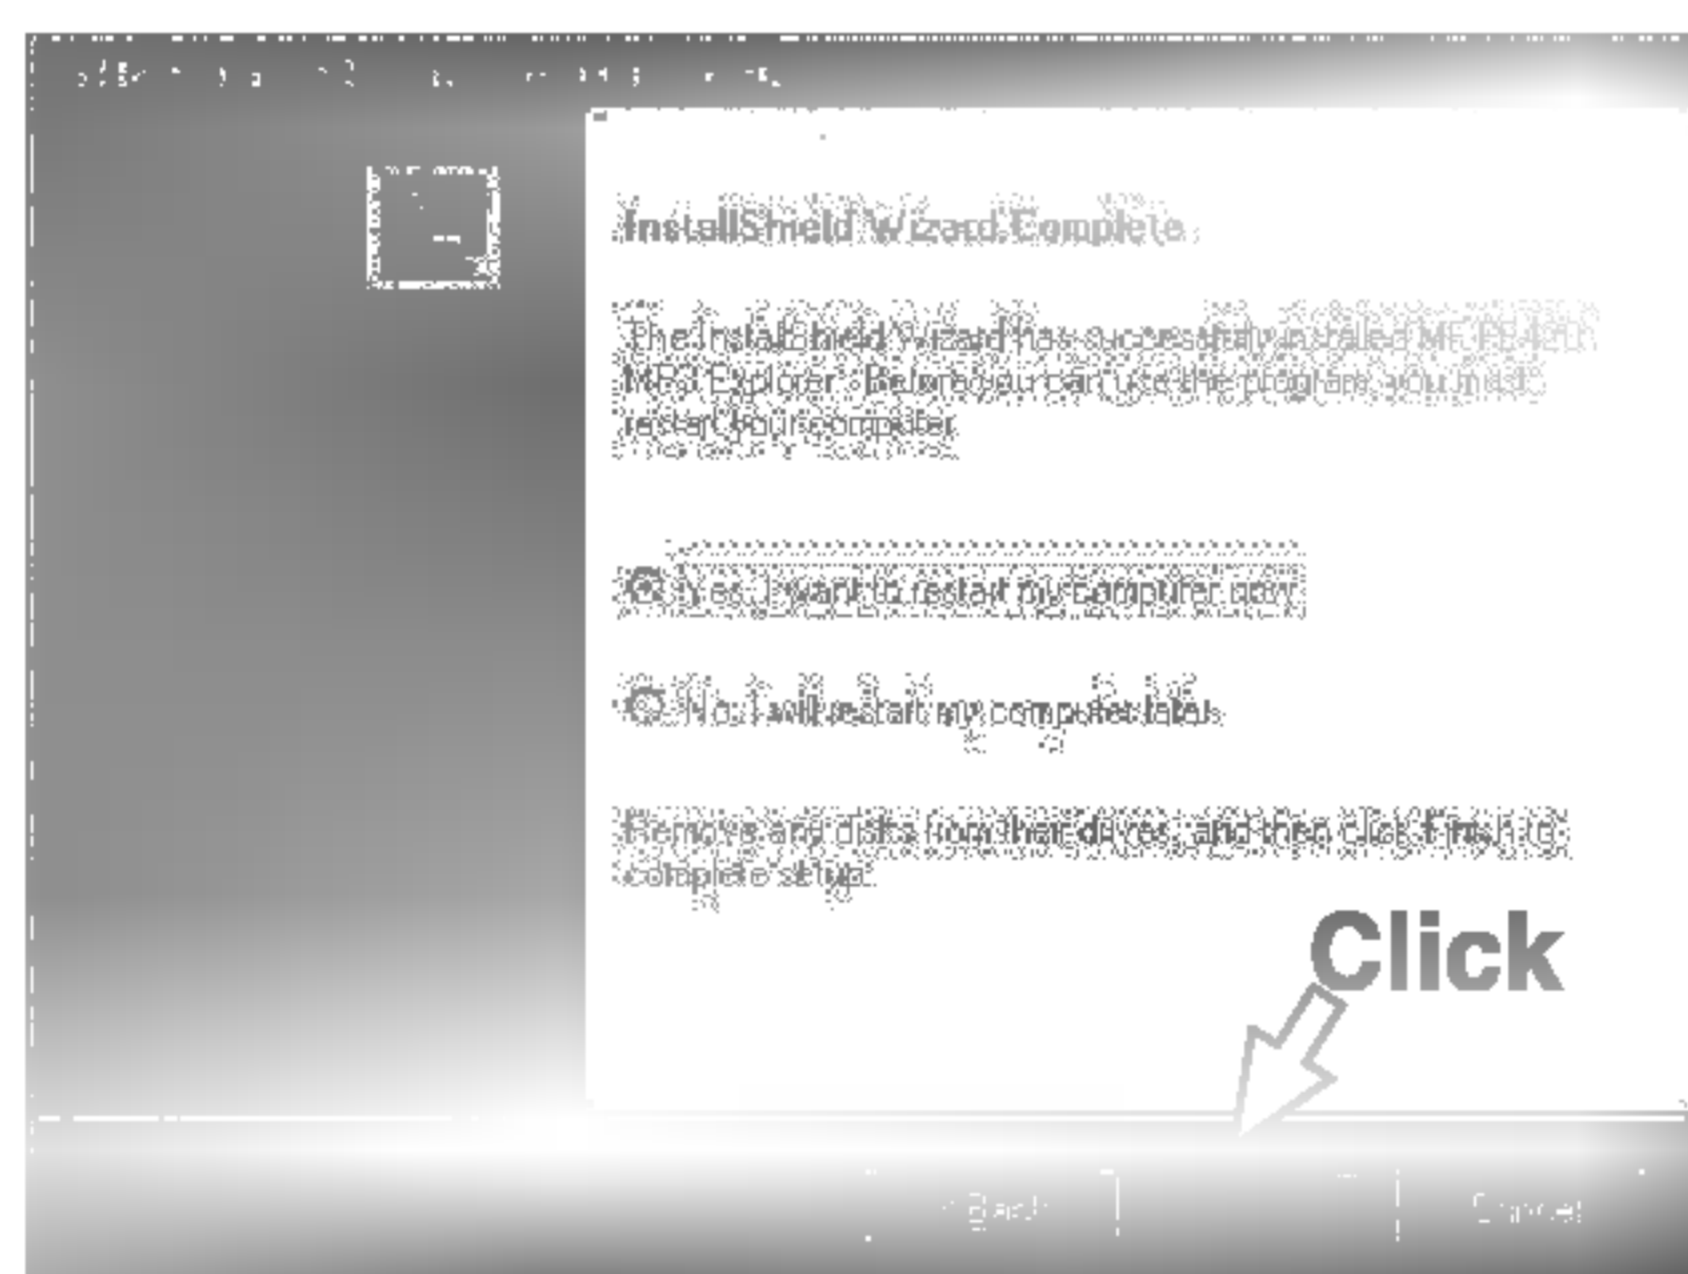 InstallShield Wizard Complete
The InstallShield Wizard has successfully installed
MP3 Explorer. Before you can use the program, you must
restart your computer.
Yes, I want to restart my computer now.
No, I will restart my computer later.
Remove any disks from their drives, and then click Finish to
complete setup.
Click
< Back
Cancel